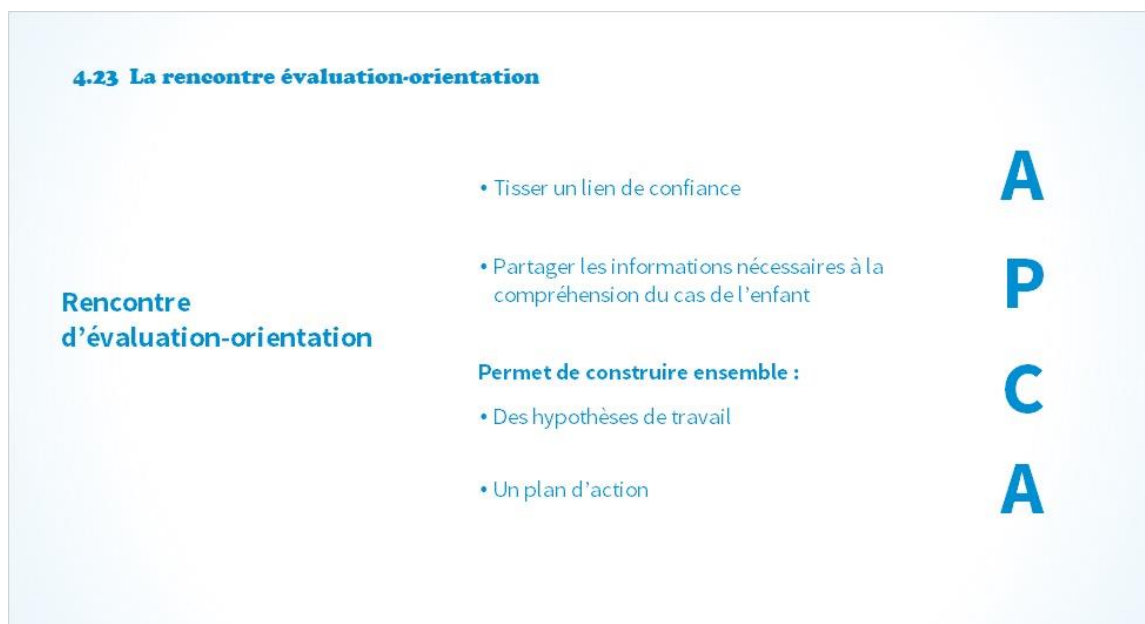 4.23 La rencontre évaluation-orientation
Rencontre
d’évaluation-orientation
• Tisser un lien de confiance
• Partager les informations nécessaires à la
compréhension du cas de l’enfant
Permet de construire ensemble :
• Des hypothèses de travail
• Un plan d’action
A
P
C
A